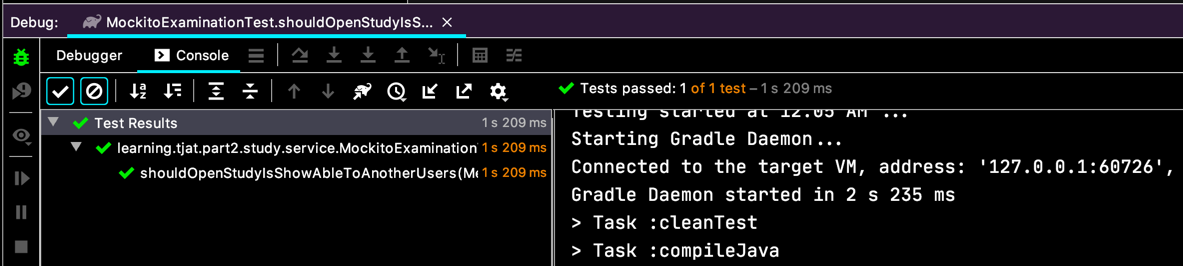 Debug: MockitoExaminationTest.shouldOpenStudyIsS...
Debugger Console
Tests passed: 1 of 1 test – 1 s 209 ms
Test Results 1 s 209 ms
learning.tjat.part2.study.service.MockitoExamination 1 s 209 ms
shouldOpenStudyIsShowAbleToAnotherUsers(Me 1 s 209 ms
Testing started at 12:05 AM ...
Starting Gradle Daemon...
Connected to the target VM, address: '127.0.0.1:60726',
Gradle Daemon started in 2 s 235 ms
> Task :cleanTest
> Task :compileJava